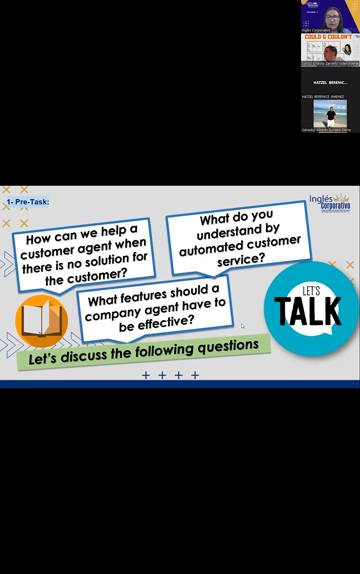 Inglés Corporativo
COULD & COULDN'T
HATZEL BERENIC...
HATZEL BERENICE JIMENEZ
1- Pre-Task:
Inglés
Corporativo
How can we help a
customer agent when
there is no solution for
the customer?
What do you
understand by
automated customer
service?
What features should a
company agent have to
be effective?
LET'S
TALK
Let's discuss the following questions